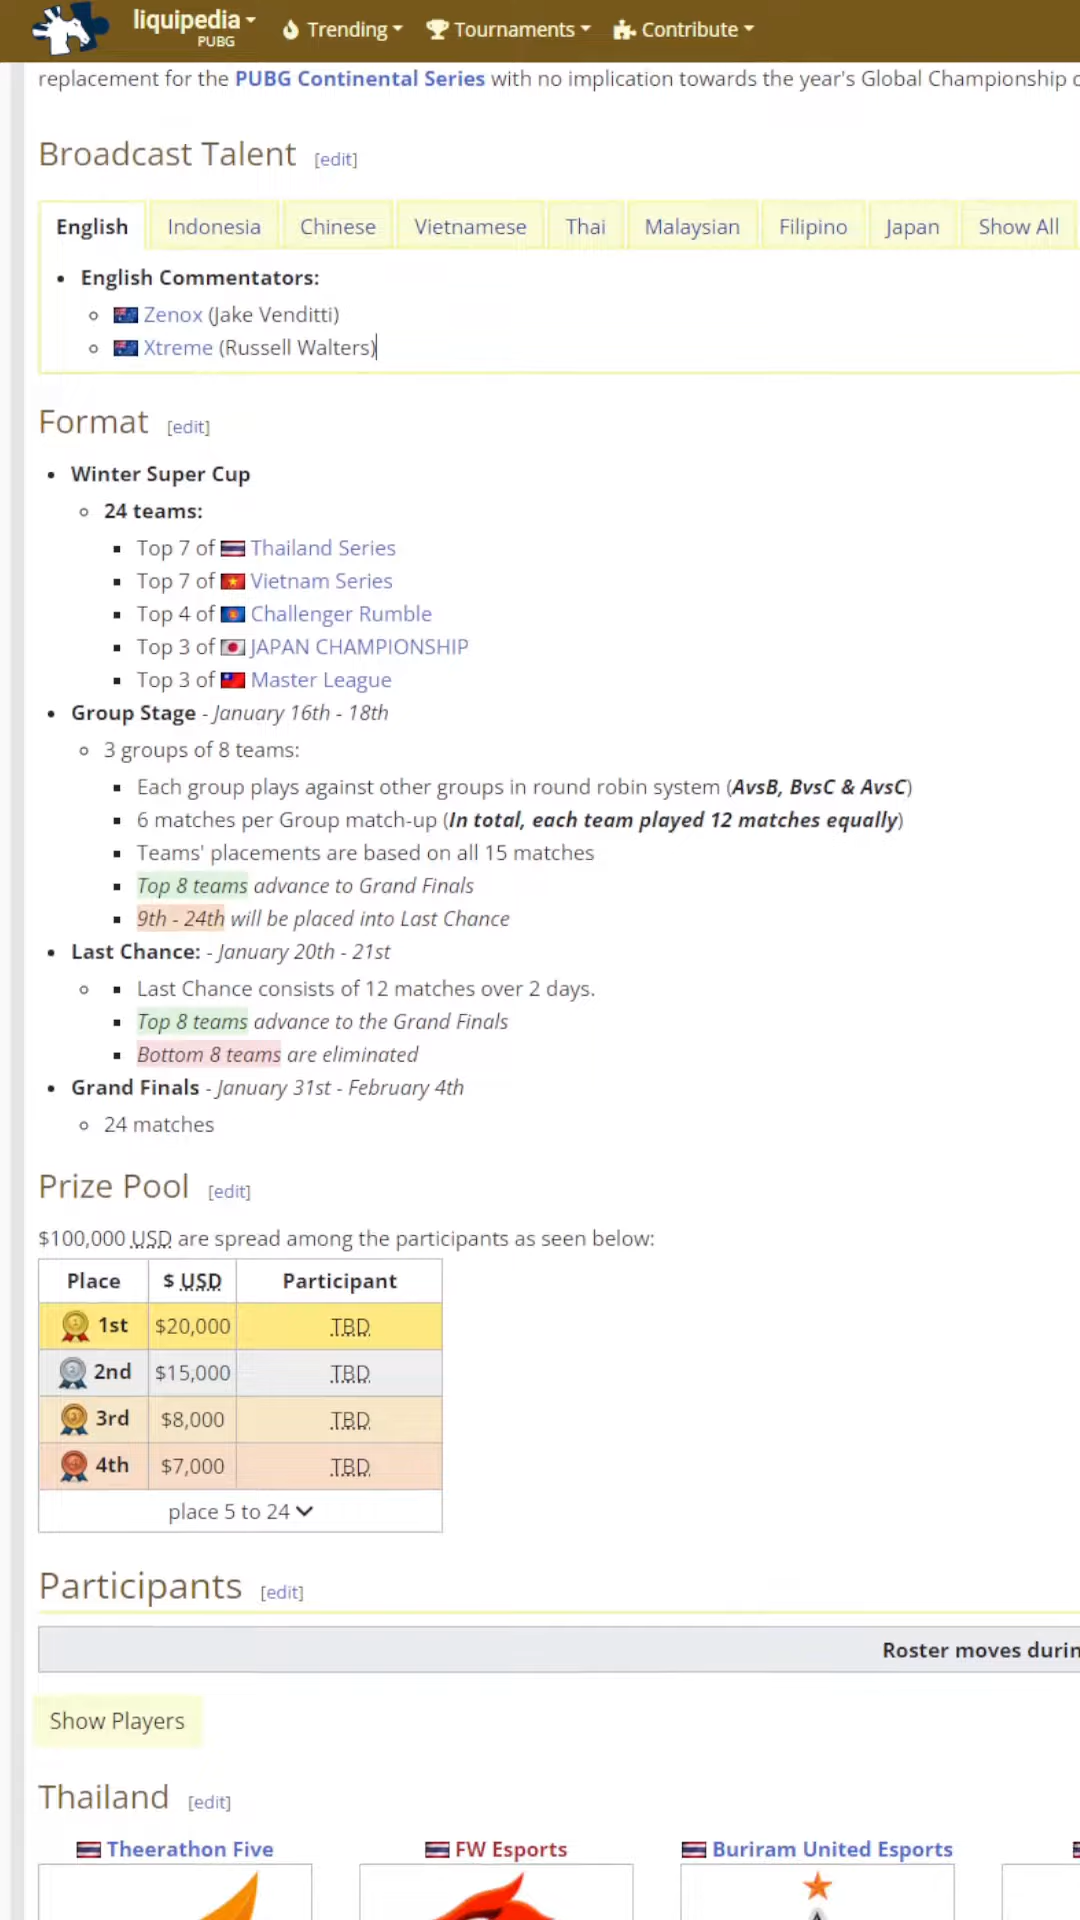 liquipedia
PUBG
Trending
Tournaments
Contribute
replacement for the PUBG Continental Series with no implication towards the year's Global Championship
Broadcast Talent [edit]
English Indonesia Chinese Vietnamese Thai Malaysian Filipino Japan Show All
English Commentators:
Zenox (Jake Venditti)
Xtreme (Russell Walters)
Format [edit]
Winter Super Cup
24 teams:
Top 7 of Thailand Series
Top 7 of Vietnam Series
Top 4 of Challenger Rumble
Top 3 of JAPAN CHAMPIONSHIP
Top 3 of Master League
Group Stage - January 16th - 18th
3 groups of 8 teams:
Each group plays against other groups in round robin system (AvsB, BvsC & AvsC)
6 matches per Group match-up (In total, each team played 12 matches equally)
Teams' placements are based on all 15 matches
Top 8 teams advance to Grand Finals
9th - 24th will be placed into Last Chance
Last Chance: - January 20th - 21st
Last Chance consists of 12 matches over 2 days.
Top 8 teams advance to the Grand Finals
Bottom 8 teams are eliminated
Grand Finals - January 31st - February 4th
24 matches
Prize Pool [edit]
$100,000 USD are spread among the participants as seen below:
Place $ USD Participant
1st $20,000 TBD
2nd $15,000 TBD
3rd $8,000 TBD
4th $7,000 TBD
place 5 to 24
Participants [edit]
Roster moves
Show Players
Thailand [edit]
Theerathon Five FW Esports Buriram United Esports